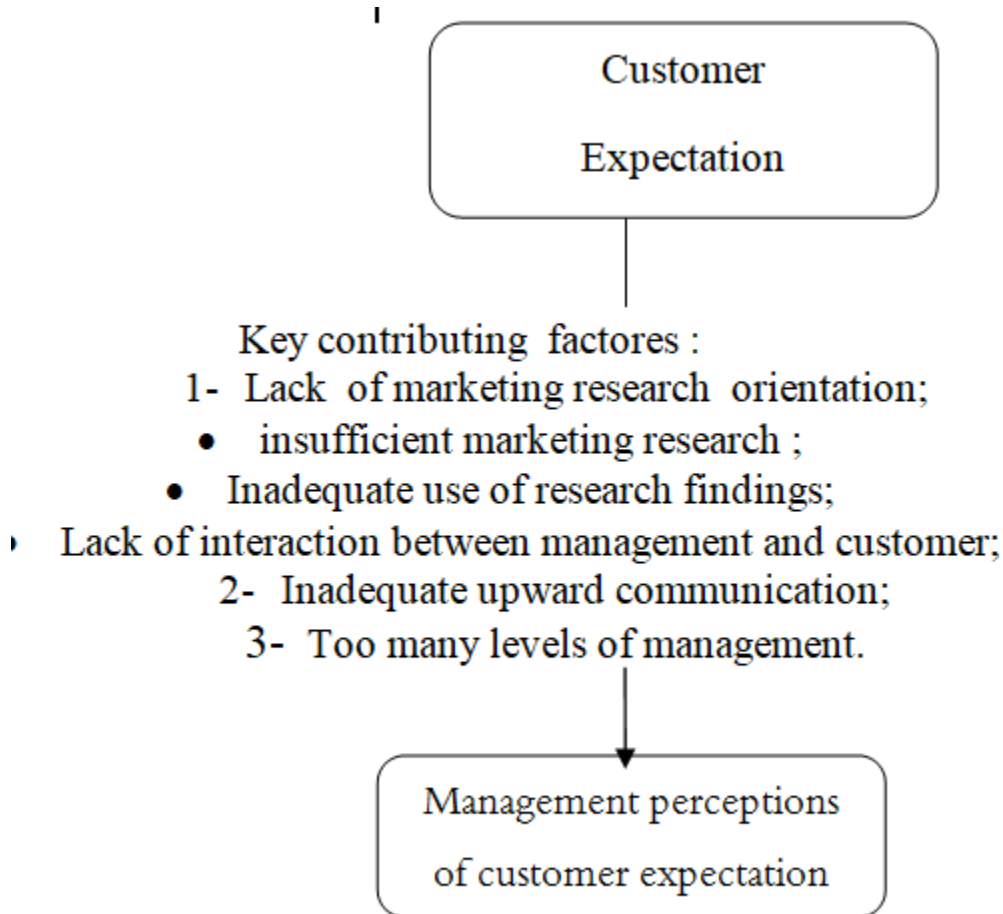 Customer
Expectation
Key contributing factores :
1- Lack of marketing research orientation;
• insufficient marketing research ;
• Inadequate use of research findings;
• Lack of interaction between management and customer;
2- Inadequate upward communication;
3- Too many levels of management.
Management perceptions
of customer expectation